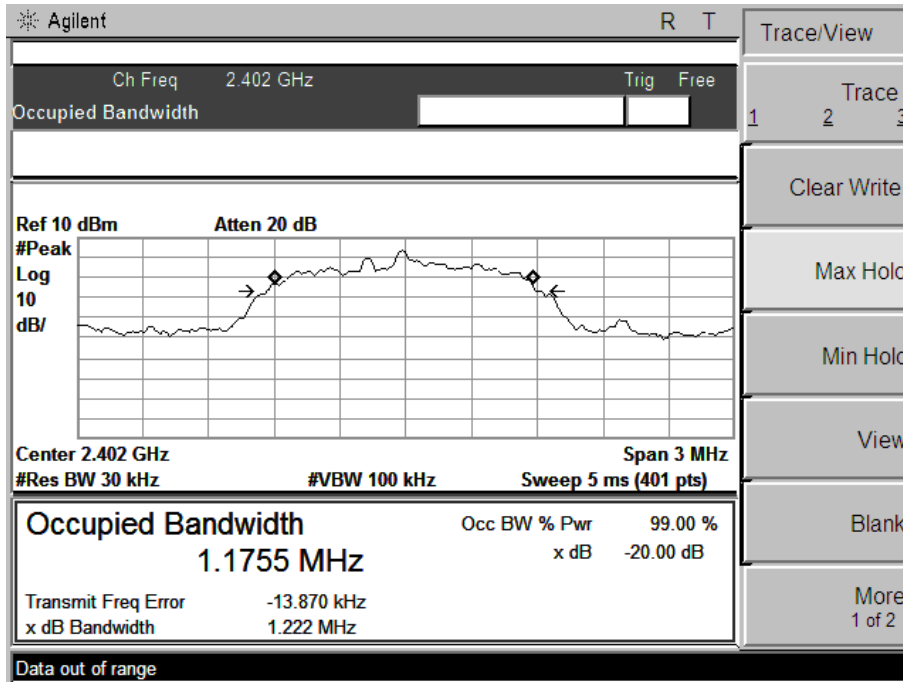 Agilent R T
Trace/View
Ch Freq 2.402 GHz Trig Free
Occupied Bandwidth
Trace
1 2 3
Clear Write
Max Hold
Min Hold
View
Blank
More
1 of 2
Ref 10 dBm Atten 20 dB
#Peak
Log
10
dB/
Center 2.402 GHz Span 3 MHz
#Res BW 30 kHz #VBW 100 kHz Sweep 5 ms (401 pts)
Occupied Bandwidth
1.1755 MHz
Occ BW % Pwr 99.00 %
x dB -20.00 dB
Transmit Freq Error -13.870 kHz
x dB Bandwidth 1.222 MHz
Data out of range